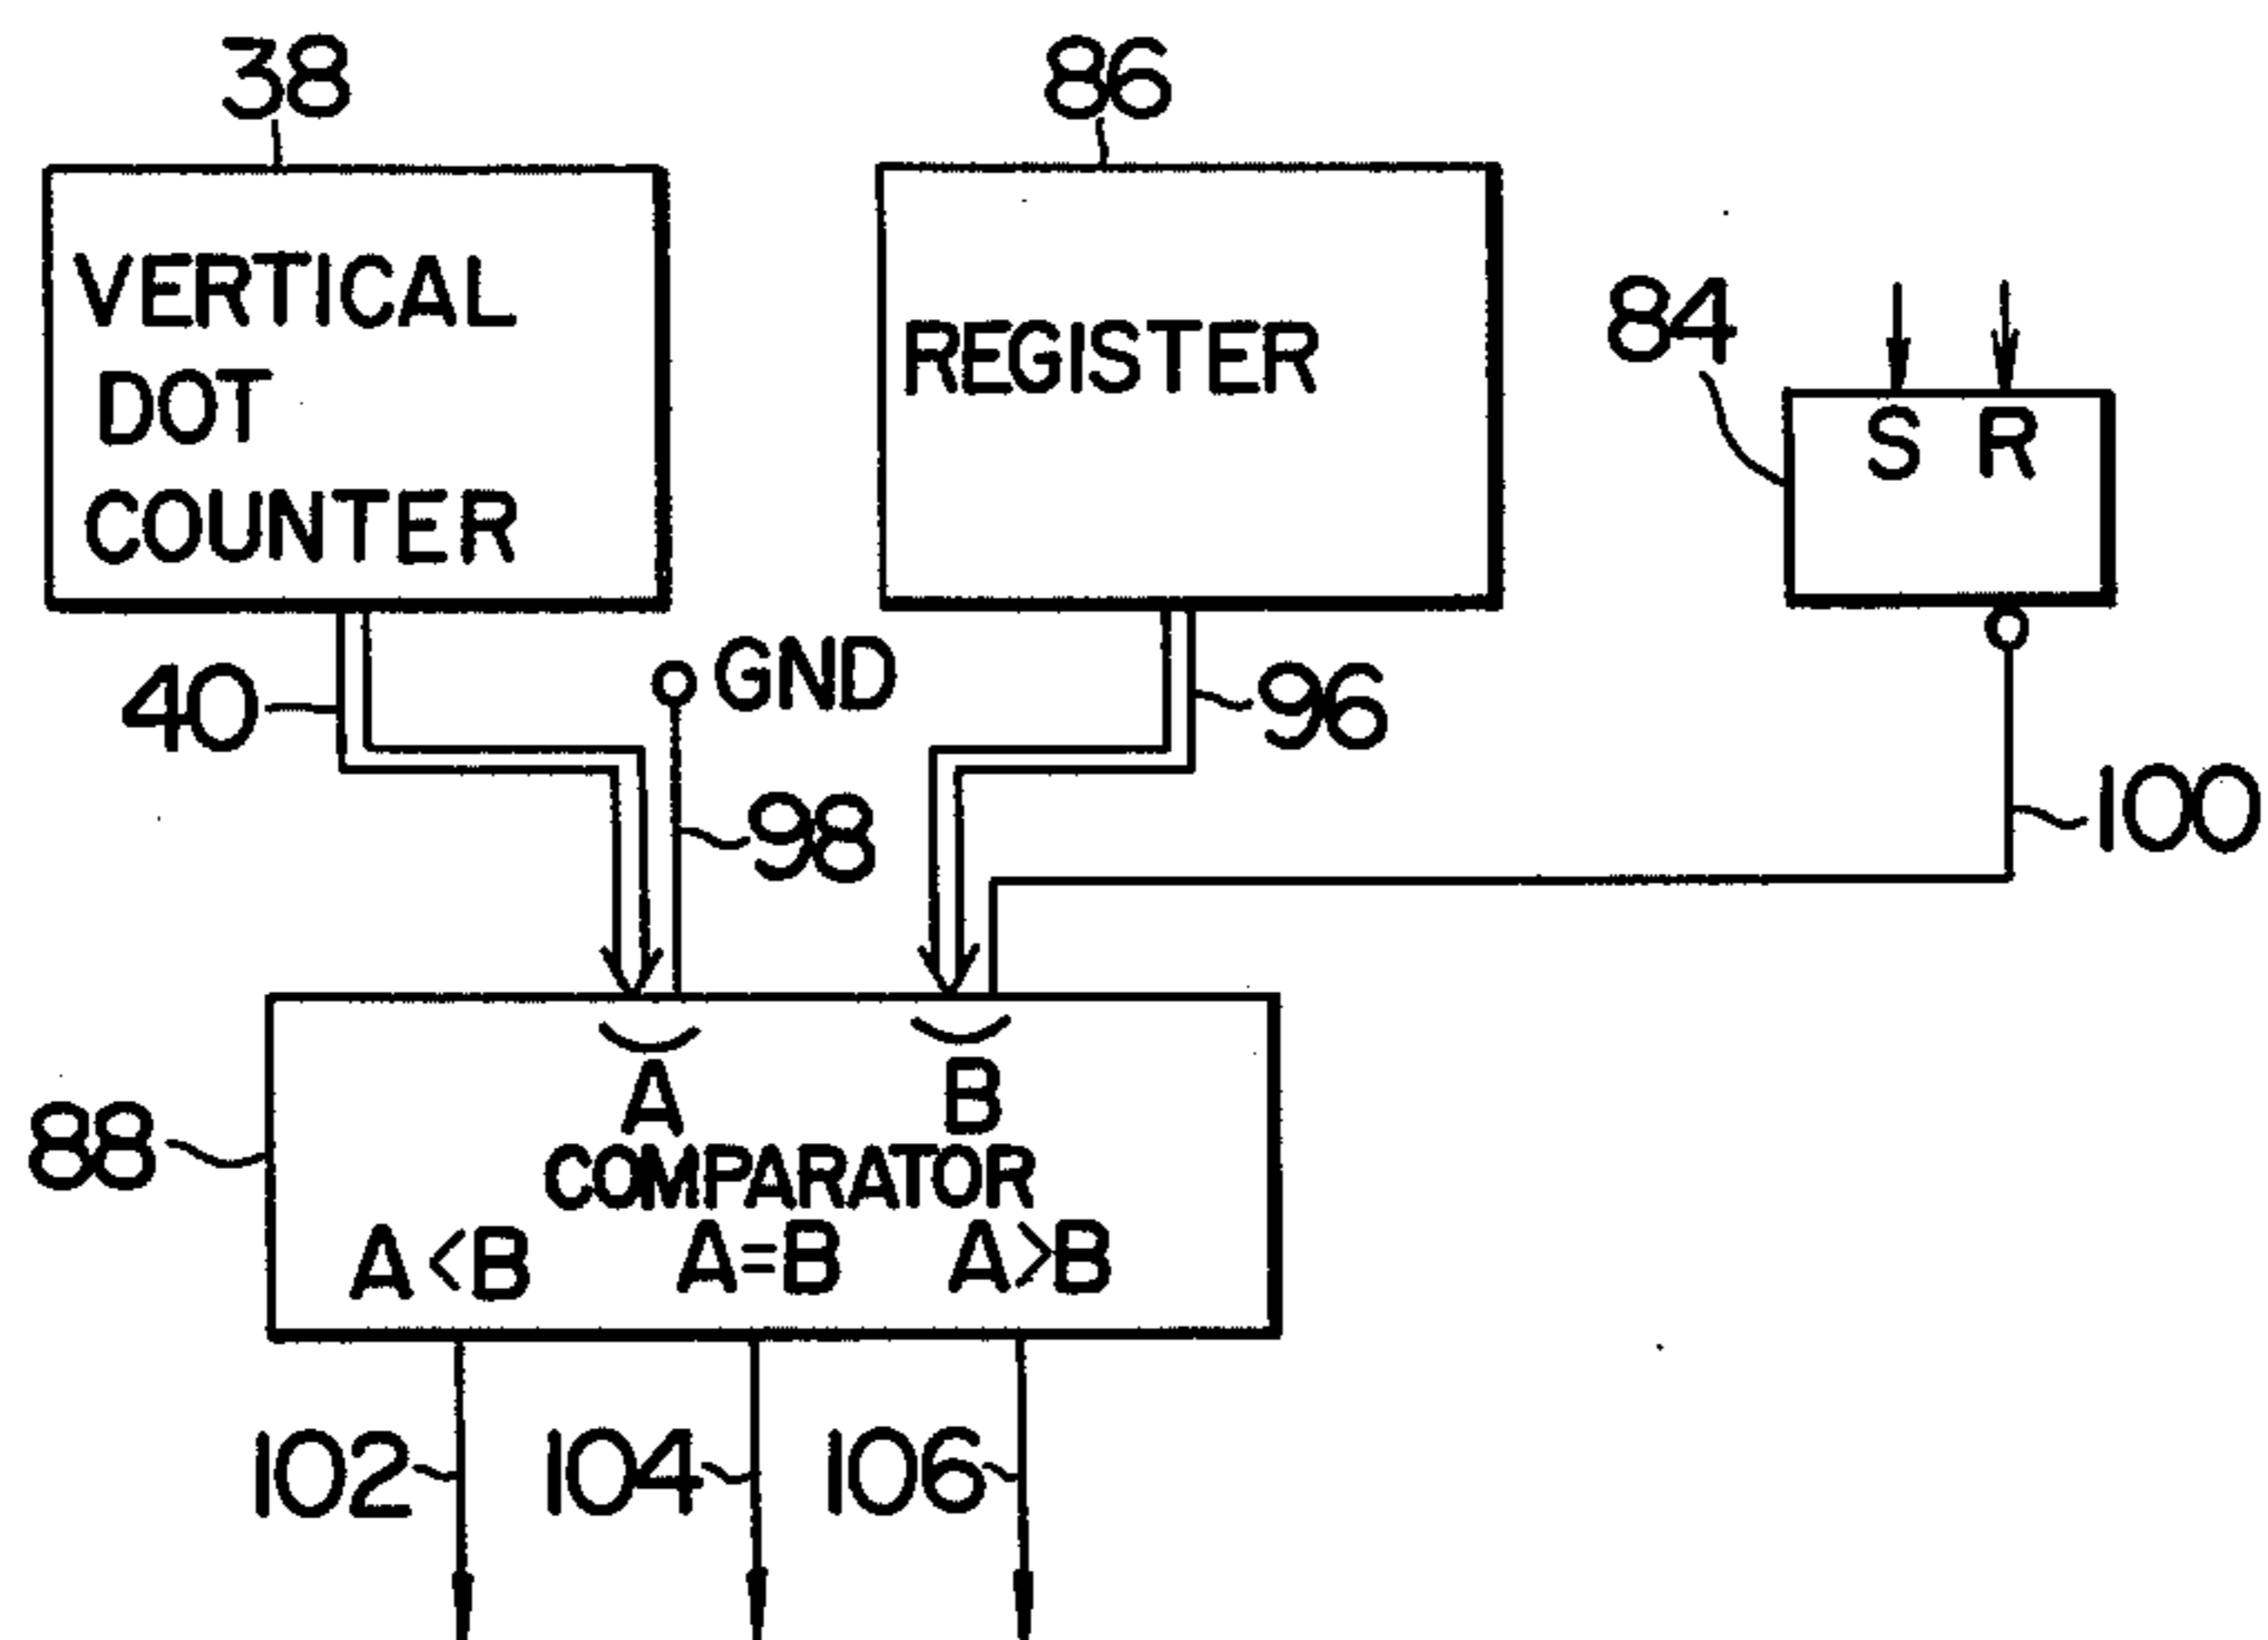 38
86
VERTICAL
DOT
COUNTER
REGISTER
84
S R
40
GND
98
96
100
A B
88
COMPARATOR
A<B A=B A>B
102
104
106